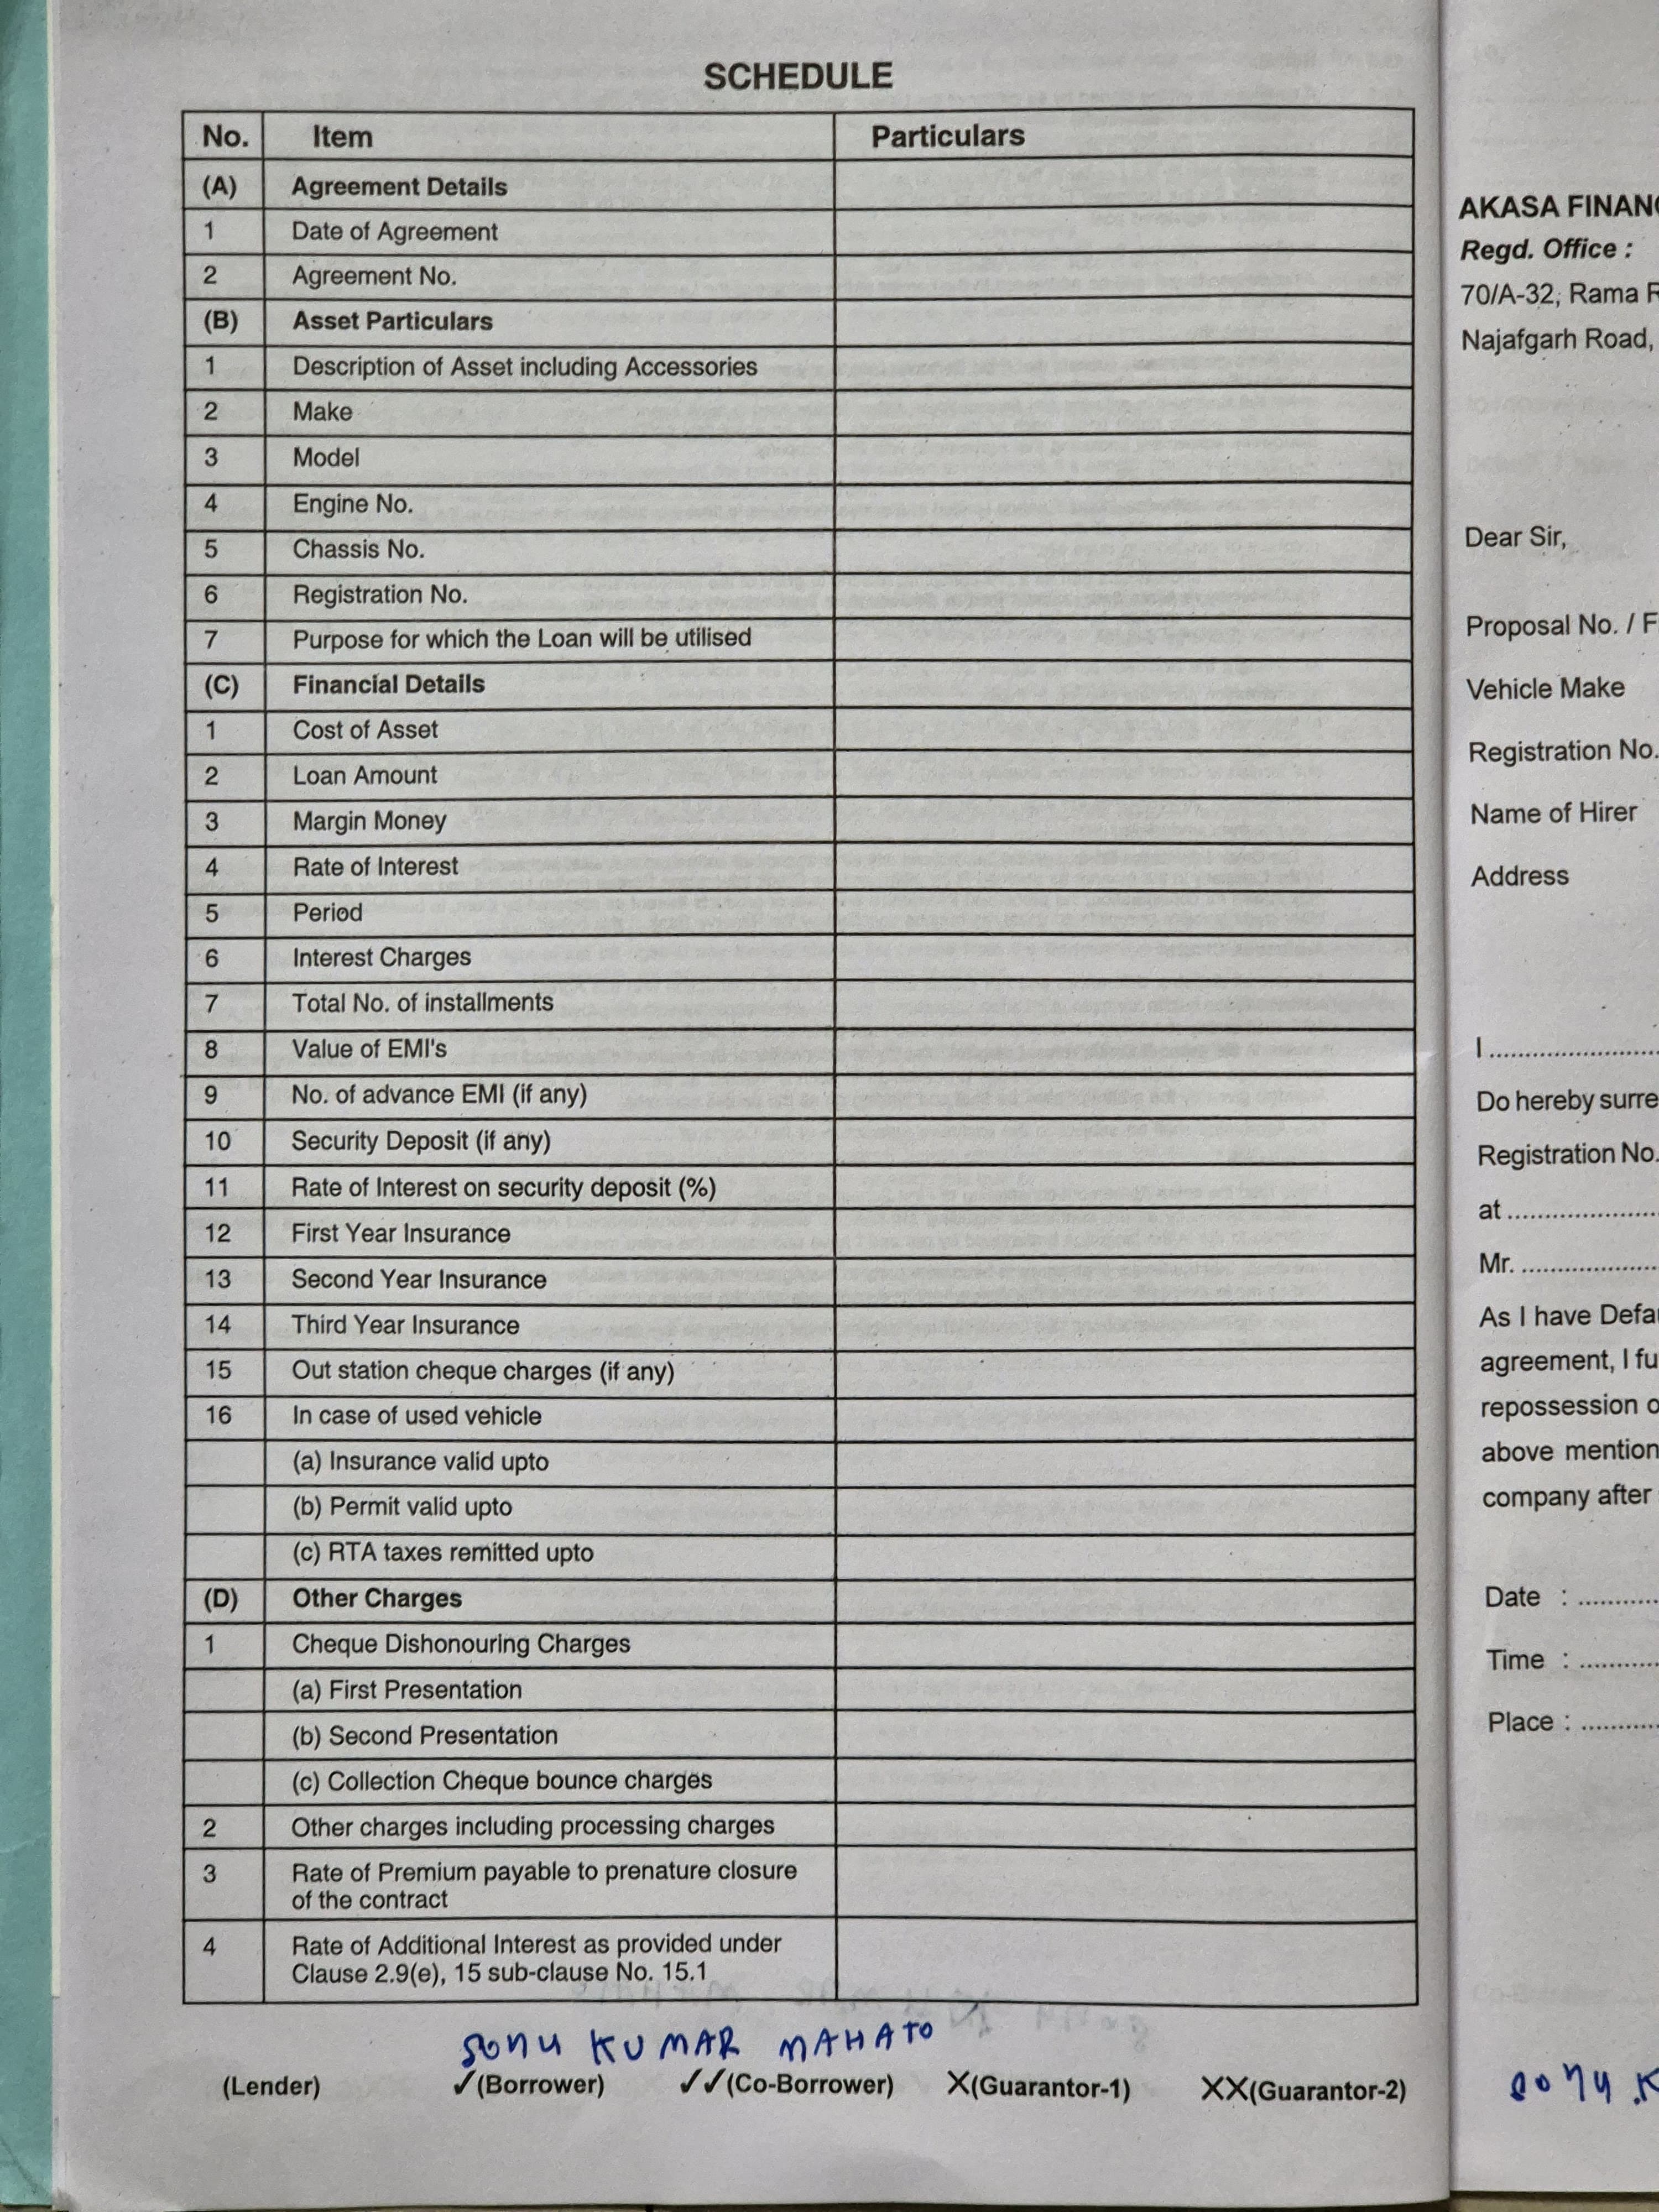 SCHEDULE
No. Item Particulars
(A) Agreement Details
1 Date of Agreement
2 Agreement No.
(B) Asset Particulars
1 Description of Asset including Accessories
2 Make
3 Model
4 Engine No.
5 Chassis No.
6 Registration No.
7 Purpose for which the Loan will be utilised
(C) Financial Details
1 Cost of Asset
2 Loan Amount
3 Margin Money
4 Rate of Interest
5 Period
6 Interest Charges
7 Total No. of installments
8 Value of EMI's
9 No. of advance EMI (if any)
10 Security Deposit (if any)
11 Rate of Interest on security deposit (%)
12 First Year Insurance
13 Second Year Insurance
14 Third Year Insurance
15 Out station cheque charges (if any)
16 In case of used vehicle
(a) Insurance valid upto
(b) Permit valid upto
(c) RTA taxes remitted upto
(D) Other Charges
1 Cheque Dishonouring Charges
(a) First Presentation
(b) Second Presentation
(c) Collection Cheque bounce charges
2 Other charges including processing charges
3 Rate of Premium payable to prenature closure
of the contract
4 Rate of Additional Interest as provided under
Clause 2.9(e), 15 sub-clause No. 15.1
SONU KUMAR MAHATO
(Lender) ✓(Borrower) ✓✓(Co-Borrower) X(Guarantor-1) XX(Guarantor-2)
AKASA
Regd. Office :
70/A-32, Rama
Najafgarh Road,
Dear Sir,
Proposal No. /
Vehicle Make
Registration No.
Name of Hirer
Address
I ........................
Do hereby
Registration No.
at ........................
Mr. ........................
As I have
agreement, I
repossession
above
company after
Date : ............
Time : ............
Place : ............
sonu